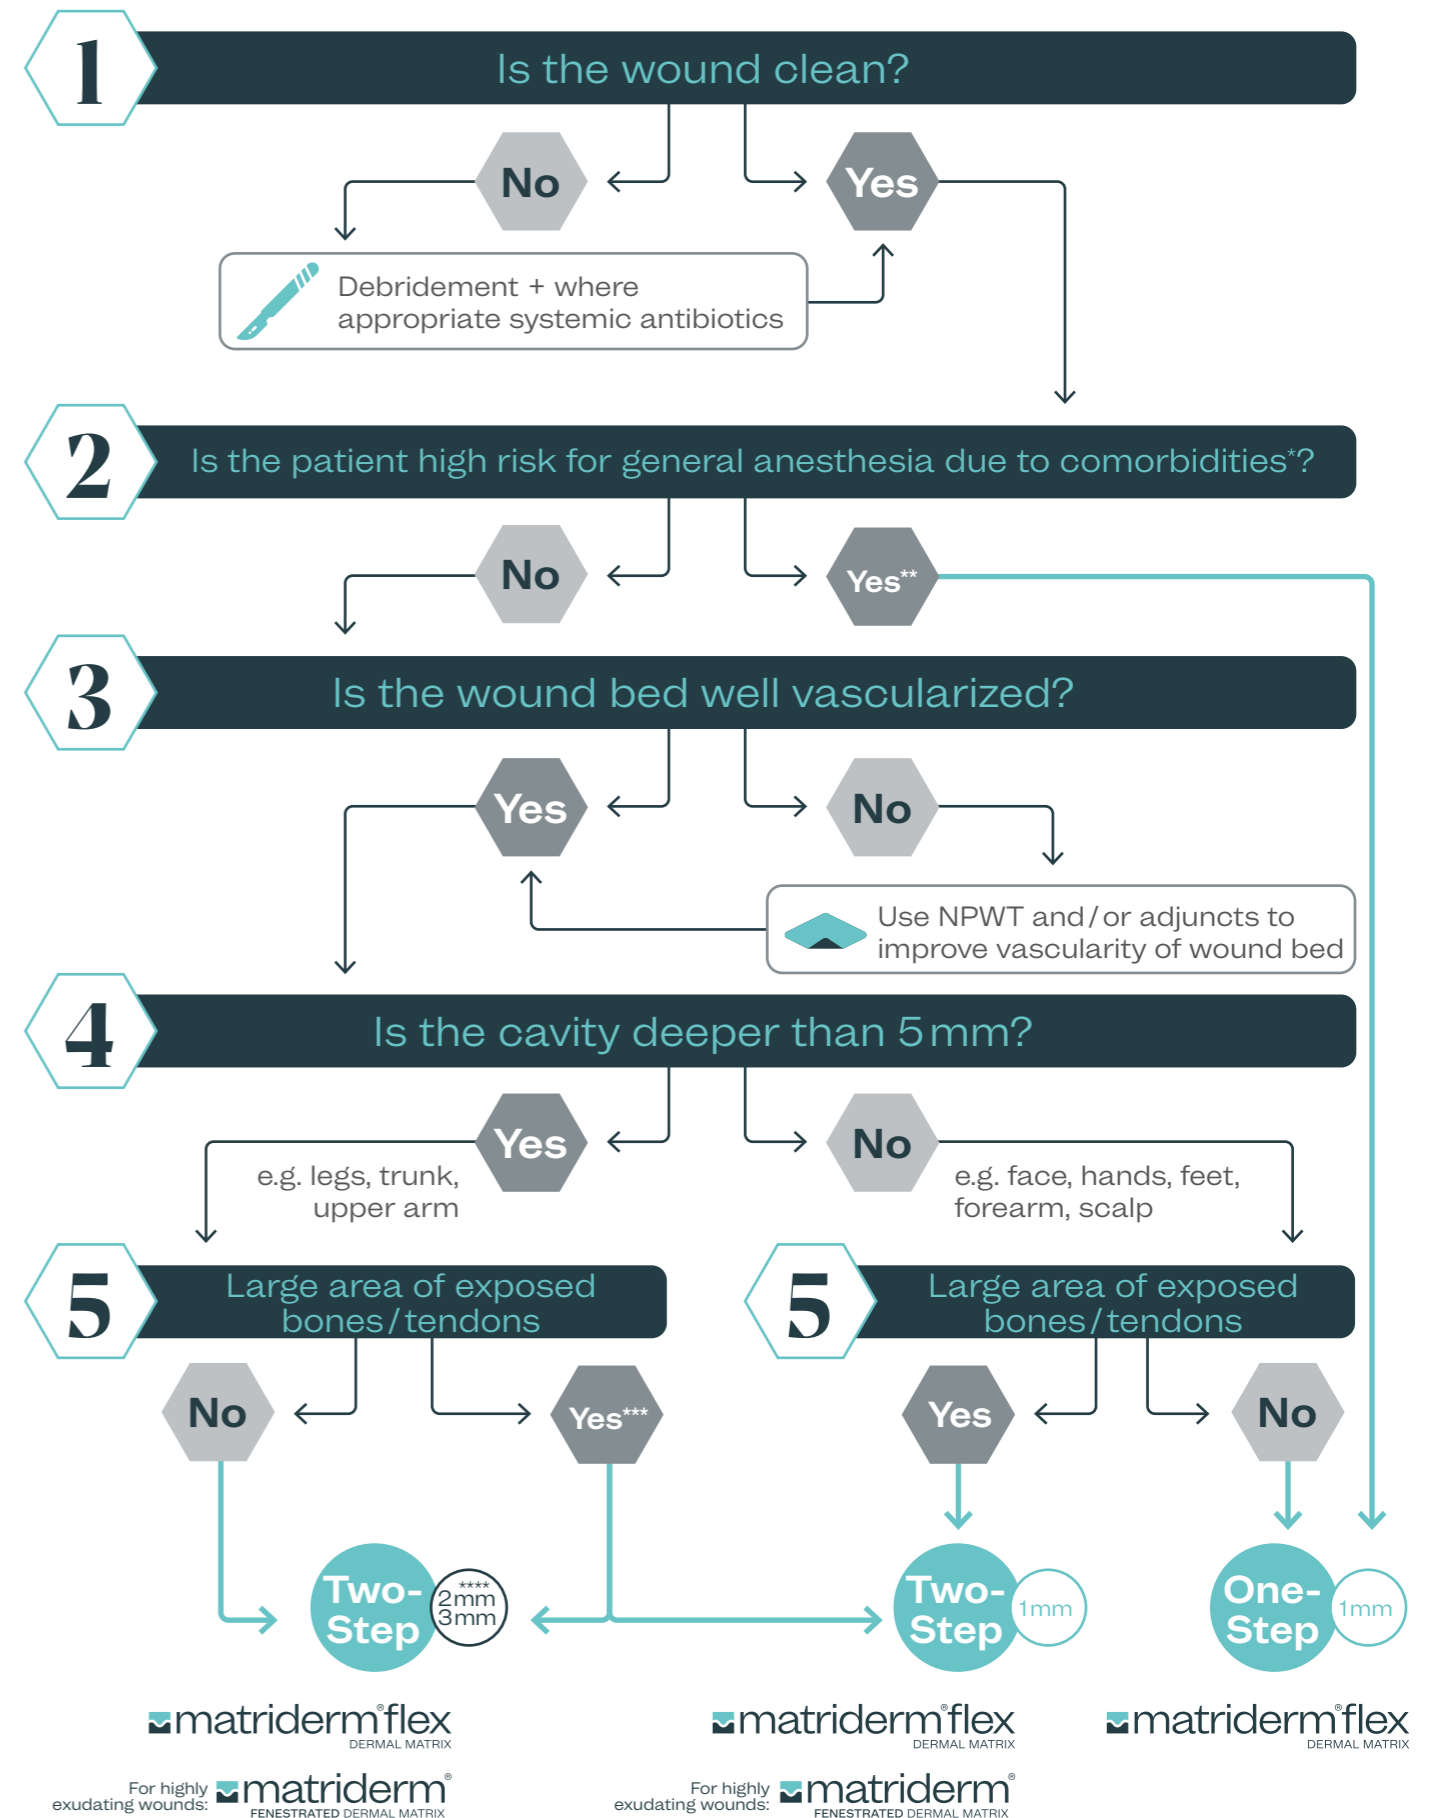 1
Is the wound clean?
No
Yes
Debridement + where
appropriate systemic antibiotics
2
Is the patient high risk for general anesthesia due to comorbidities*?
No
Yes**
3
Is the wound bed well vascularized?
Yes
No
Use NPWT and/or adjuncts to
improve vascularity of wound bed
4
Is the cavity deeper than 5 mm?
Yes
No
e.g. legs, trunk,
upper arm
e.g. face, hands, feet,
forearm, scalp
5
Large area of exposed
bones/tendons
5
Large area of exposed
bones/tendons
No
Yes***
Yes
No
Two-
Step
****
2mm
3mm
Two-
Step
1mm
One-
Step
1mm
matriderm®flex
DERMAL MATRIX
matriderm®flex
DERMAL MATRIX
matriderm®flex
DERMAL MATRIX
For highly
exudating wounds:
matriderm®
FENESTRATED DERMAL MATRIX
For highly
exudating wounds:
matriderm®
FENESTRATED DERMAL MATRIX